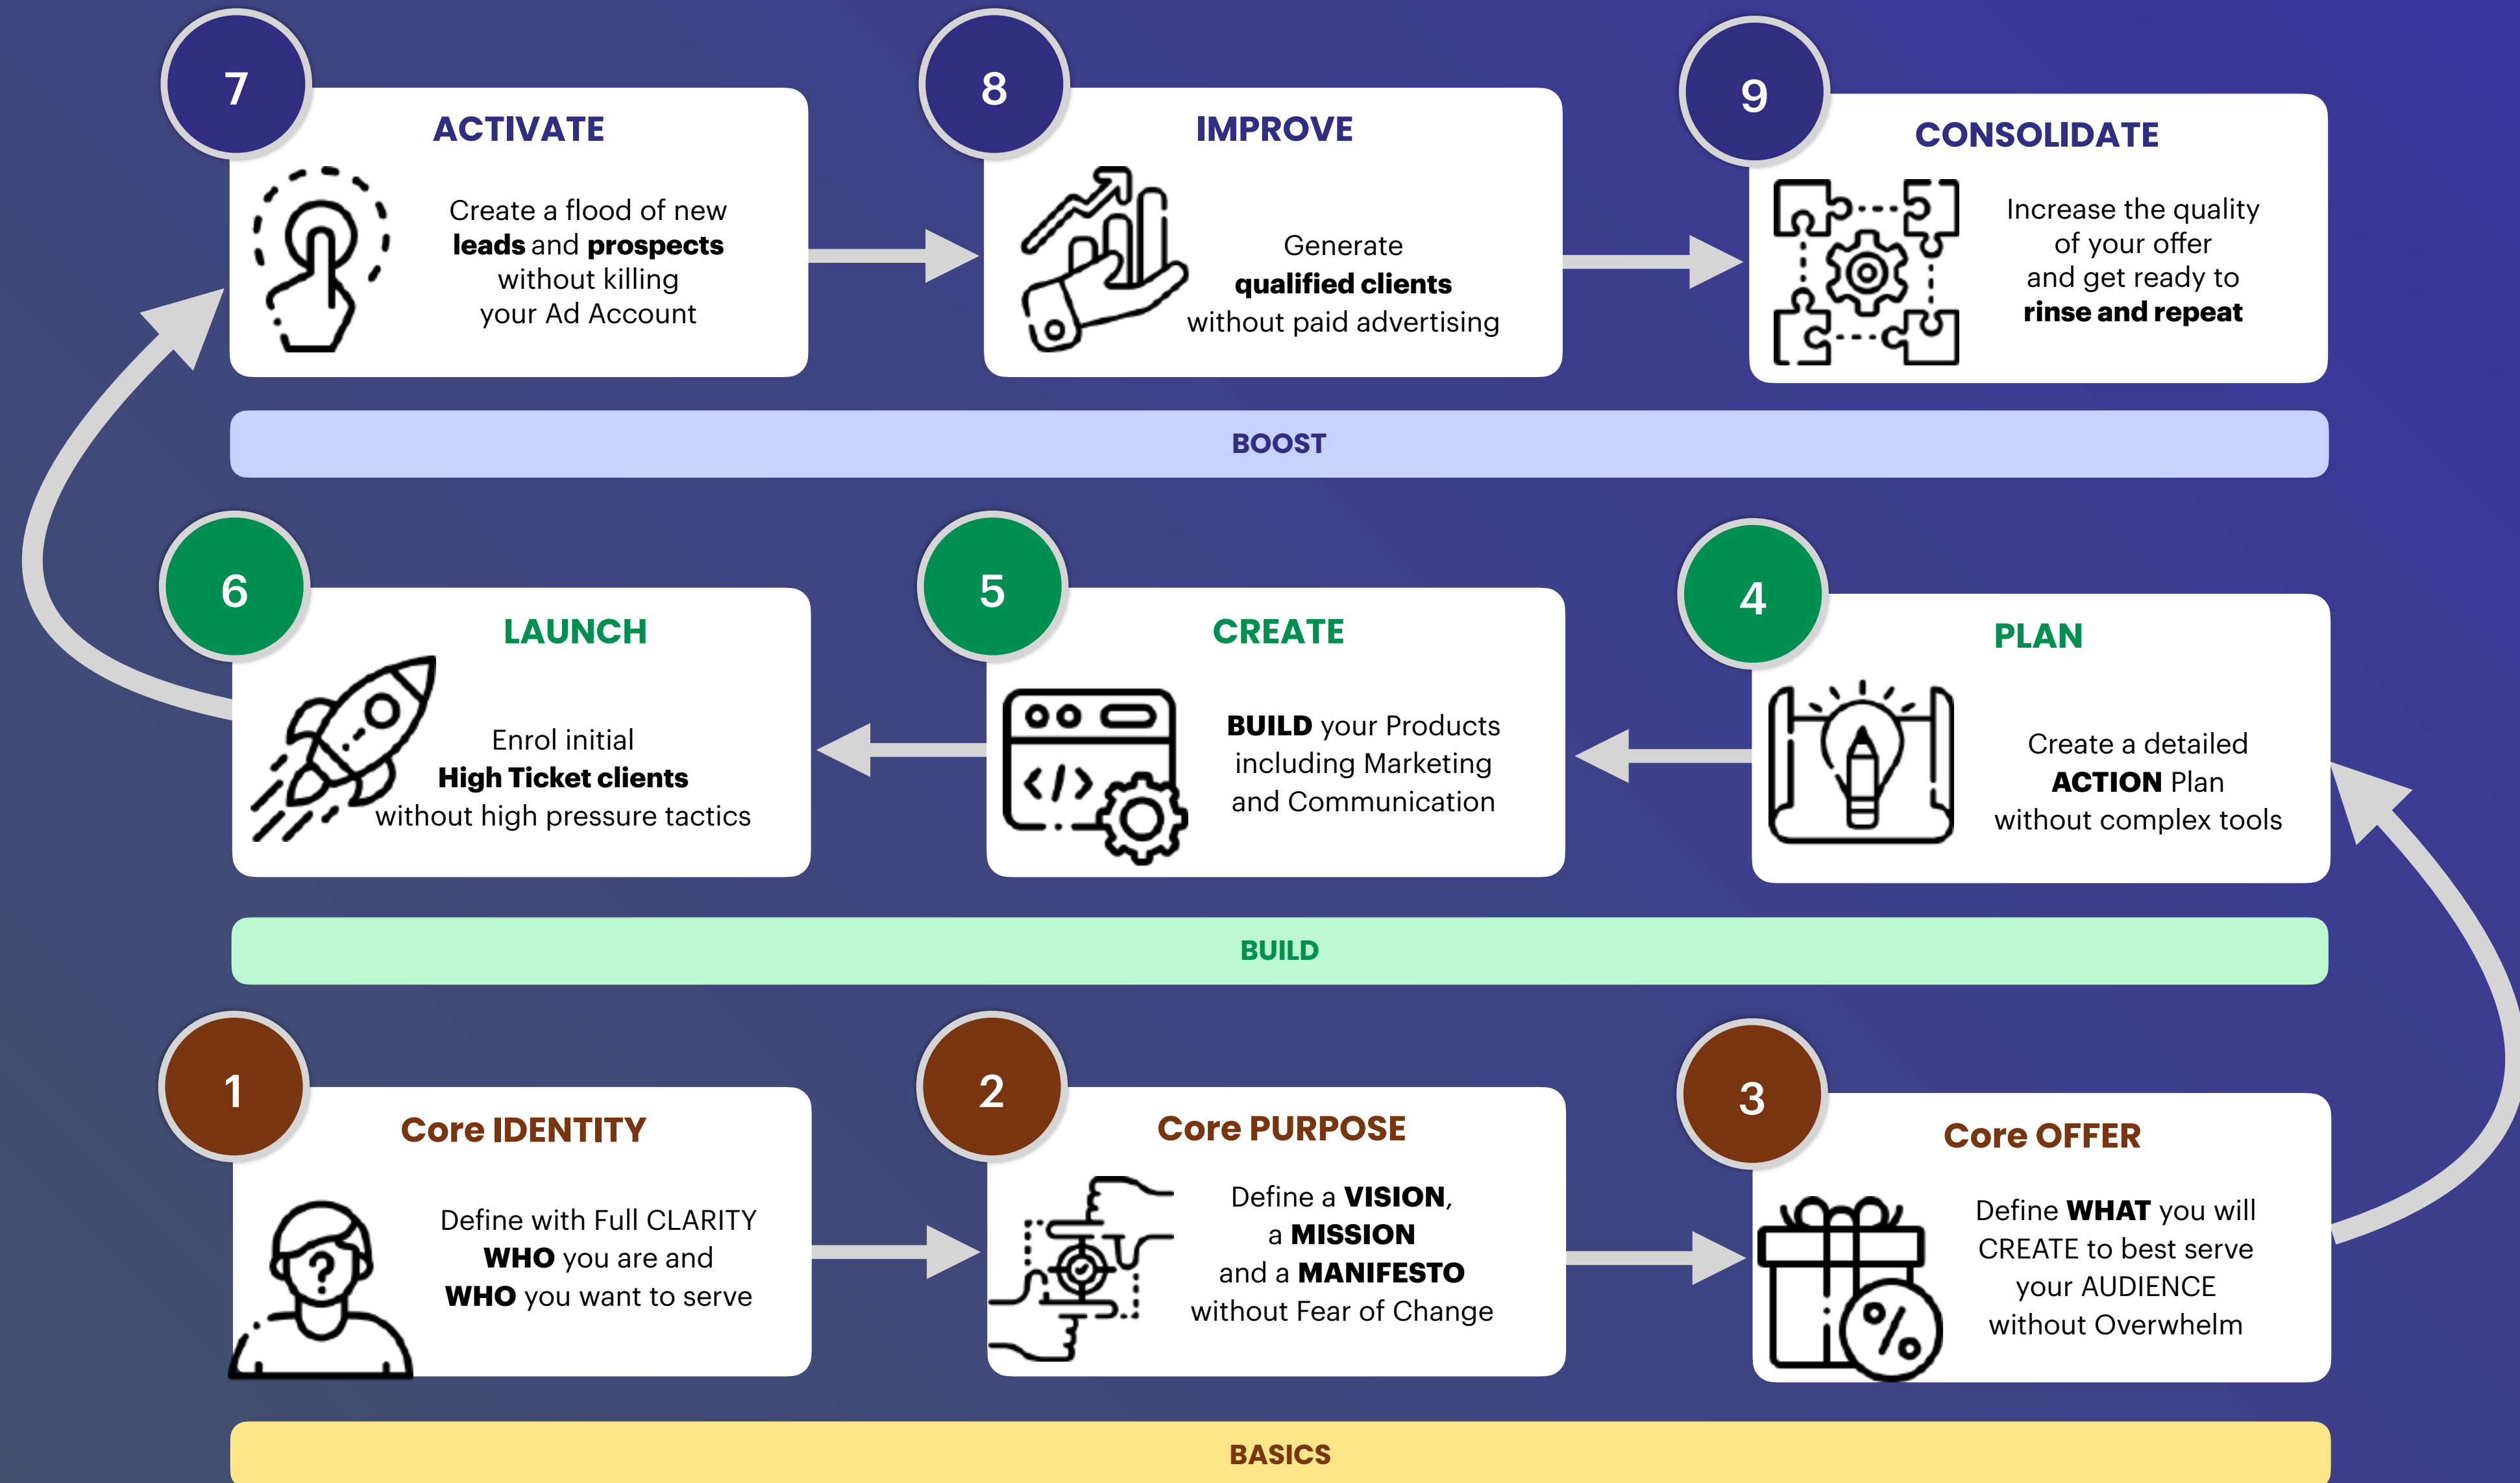 7
ACTIVATE
Create a flood of new
leads and prospects
without killing
your Ad Account
8
IMPROVE
Generate
qualified clients
without paid advertising
9
CONSOLIDATE
Increase the quality
of your offer
and get ready to
rinse and repeat
BOOST
6
LAUNCH
Enrol initial
High Ticket clients
without high pressure tactics
5
CREATE
</>
BUILD your Products
including Marketing
and Communication
4
PLAN
Create a detailed
ACTION Plan
without complex tools
BUILD
1
Core IDENTITY
?
Define with Full CLARITY
WHO you are and
WHO you want to serve
2
Core PURPOSE
Define a VISION,
a MISSION
and a MANIFESTO
without Fear of Change
3
Core OFFER
%
Define WHAT you will
CREATE to best serve
your AUDIENCE
without Overwhelm
BASICS